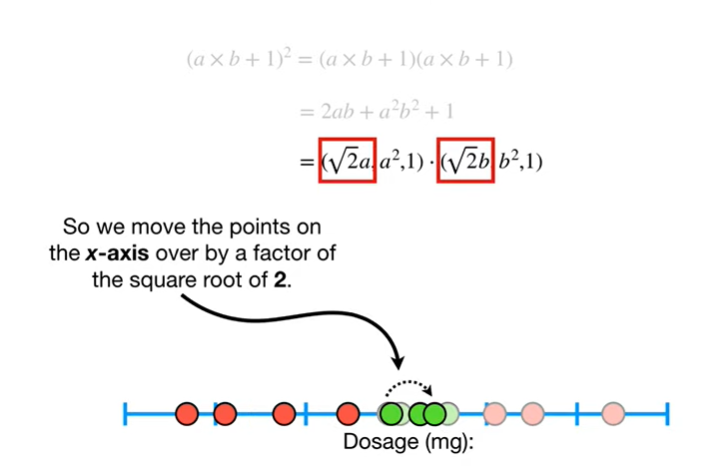 (a × b + 1)² = (a × b + 1)(a × b + 1)
= 2ab + a²b² + 1
= (√2a, a²,1) · (√2b, b²,1)
So we move the points on
the x-axis over by a factor of
the square root of 2.
Dosage (mg):